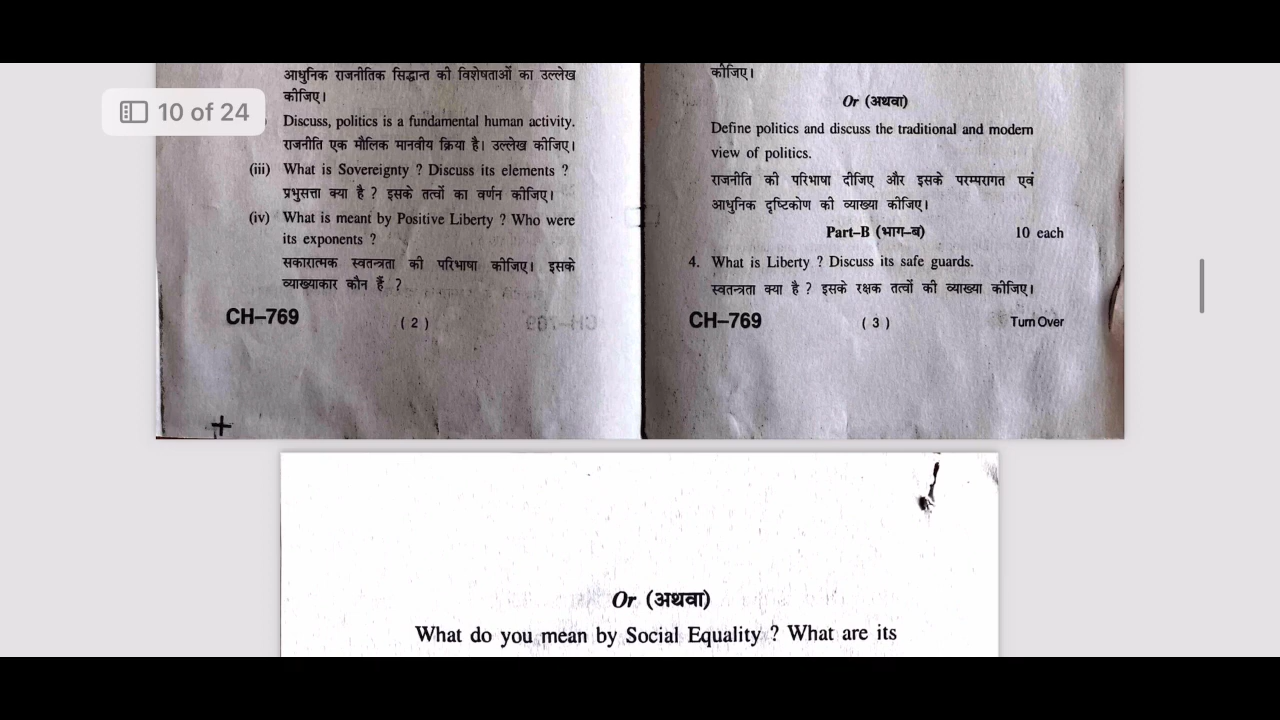 10 of 24
आधुनिक राजनीतिक सिद्धान्त की विशेषताओं का उल्लेख
कीजिए।
) Discuss, politics is a fundamental human activity.
राजनीति एक मौलिक मानवीय क्रिया है। उल्लेख कीजिए।
(iii) What is Sovereignty ? Discuss its elements ?
प्रभुसत्ता क्या है ? इसके तत्वों का वर्णन कीजिए।
(iv) What is meant by Positive Liberty ? Who were
its exponents ?
सकारात्मक स्वतन्त्रता की परिभाषा कीजिए। इसके
व्याख्याकार कौन हैं ?
CH–769 ( 2 )
कीजिए।
Or (अथवा)
Define politics and discuss the traditional and modern
view of politics.
राजनीति की परिभाषा दीजिए और इसके परम्परागत एवं
आधुनिक दृष्टिकोण की व्याख्या कीजिए।
Part–B (भाग–ब) 10 each
4. What is Liberty ? Discuss its safe guards.
स्वतन्त्रता क्या है ? इसके रक्षक तत्वों की व्याख्या कीजिए।
CH–769 ( 3 ) Turn Over
Or (अथवा)
What do you mean by Social Equality ? What are its